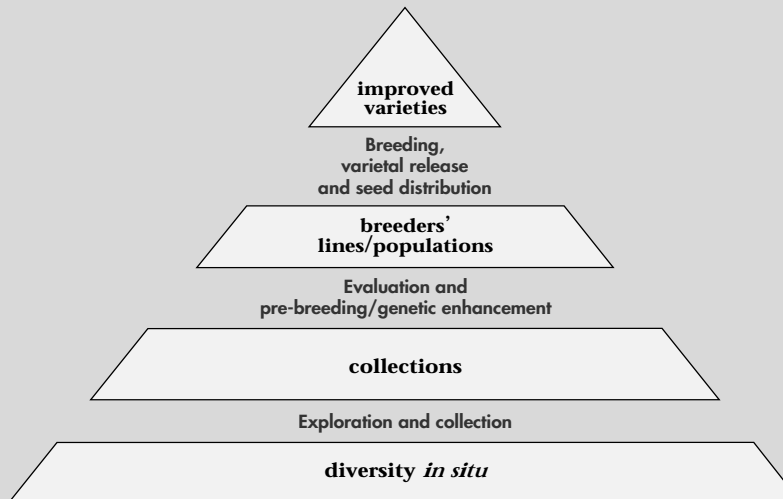 improved
varieties
Breeding,
varietal release
and seed distribution
breeders'
lines/populations
Evaluation and
pre-breeding/genetic enhancement
collections
Exploration and collection
diversity in situ